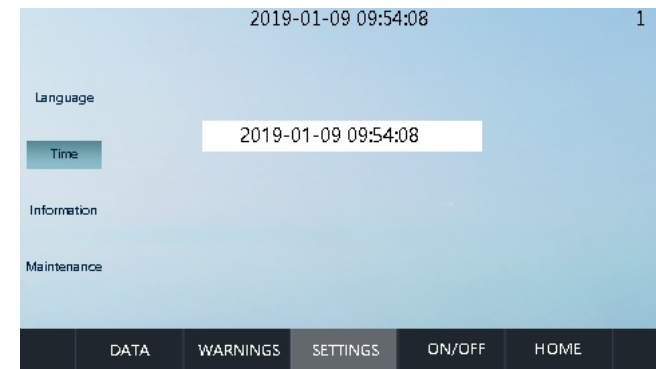 2019-01-09 09:54:08 1
Language
2019-01-09 09:54:08
Time
Information
Maintenance
DATA WARNINGS SETTINGS ON/OFF HOME